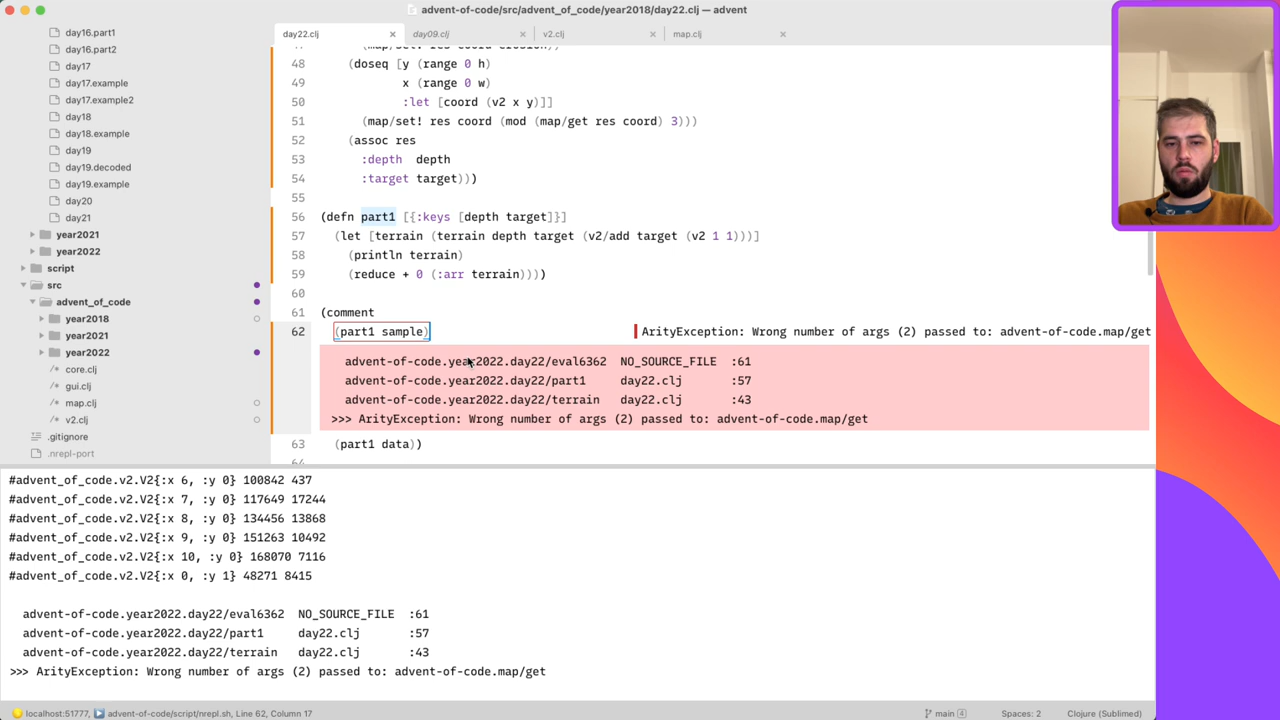 advent-of-code/src/advent_of_code/year2018/day22.clj — advent
day22.clj
day09.clj
v2.clj
map.clj
day16.part1
day16.part2
day17
day17.example
day17.example2
day18
day18.example
day19
day19.decoded
day19.example
day20
day21
year2021
year2022
script
src
advent_of_code
year2018
year2021
year2022
core.clj
gui.clj
map.clj
v2.clj
.gitignore
.nrepl-port
48 (doseq [y (range 0 h)
49 x (range 0 w)
50 :let [coord (v2 x y)]]
51 (map/set! res coord (mod (map/get res coord) 3)))
52 (assoc res
53 :depth depth
54 :target target)))
55
56 (defn part1 [{:keys [depth target]}]
57 (let [terrain (terrain depth target (v2/add target (v2 1 1)))]
58 (println terrain)
59 (reduce + 0 (:arr terrain))))
60
61 (comment
62 (part1 sample) ArityException: Wrong number of args (2) passed to: advent-of-code.map/get
advent-of-code.year2022.day22/eval6362 NO_SOURCE_FILE :61
advent-of-code.year2022.day22/part1 day22.clj :57
advent-of-code.year2022.day22/terrain day22.clj :43
>>> ArityException: Wrong number of args (2) passed to: advent-of-code.map/get
63 (part1 data))
#advent_of_code.v2.V2{:x 6, :y 0} 100842 437
#advent_of_code.v2.V2{:x 7, :y 0} 117649 17244
#advent_of_code.v2.V2{:x 8, :y 0} 134456 13868
#advent_of_code.v2.V2{:x 9, :y 0} 151263 10492
#advent_of_code.v2.V2{:x 10, :y 0} 168070 7116
#advent_of_code.v2.V2{:x 0, :y 1} 48271 8415
advent-of-code.year2022.day22/eval6362 NO_SOURCE_FILE :61
advent-of-code.year2022.day22/part1 day22.clj :57
advent-of-code.year2022.day22/terrain day22.clj :43
>>> ArityException: Wrong number of args (2) passed to: advent-of-code.map/get
localhost:51777, advent-of-code/script/nrepl.sh, Line 62, Column 17
main 4
Spaces: 2
Clojure (Sublimed)